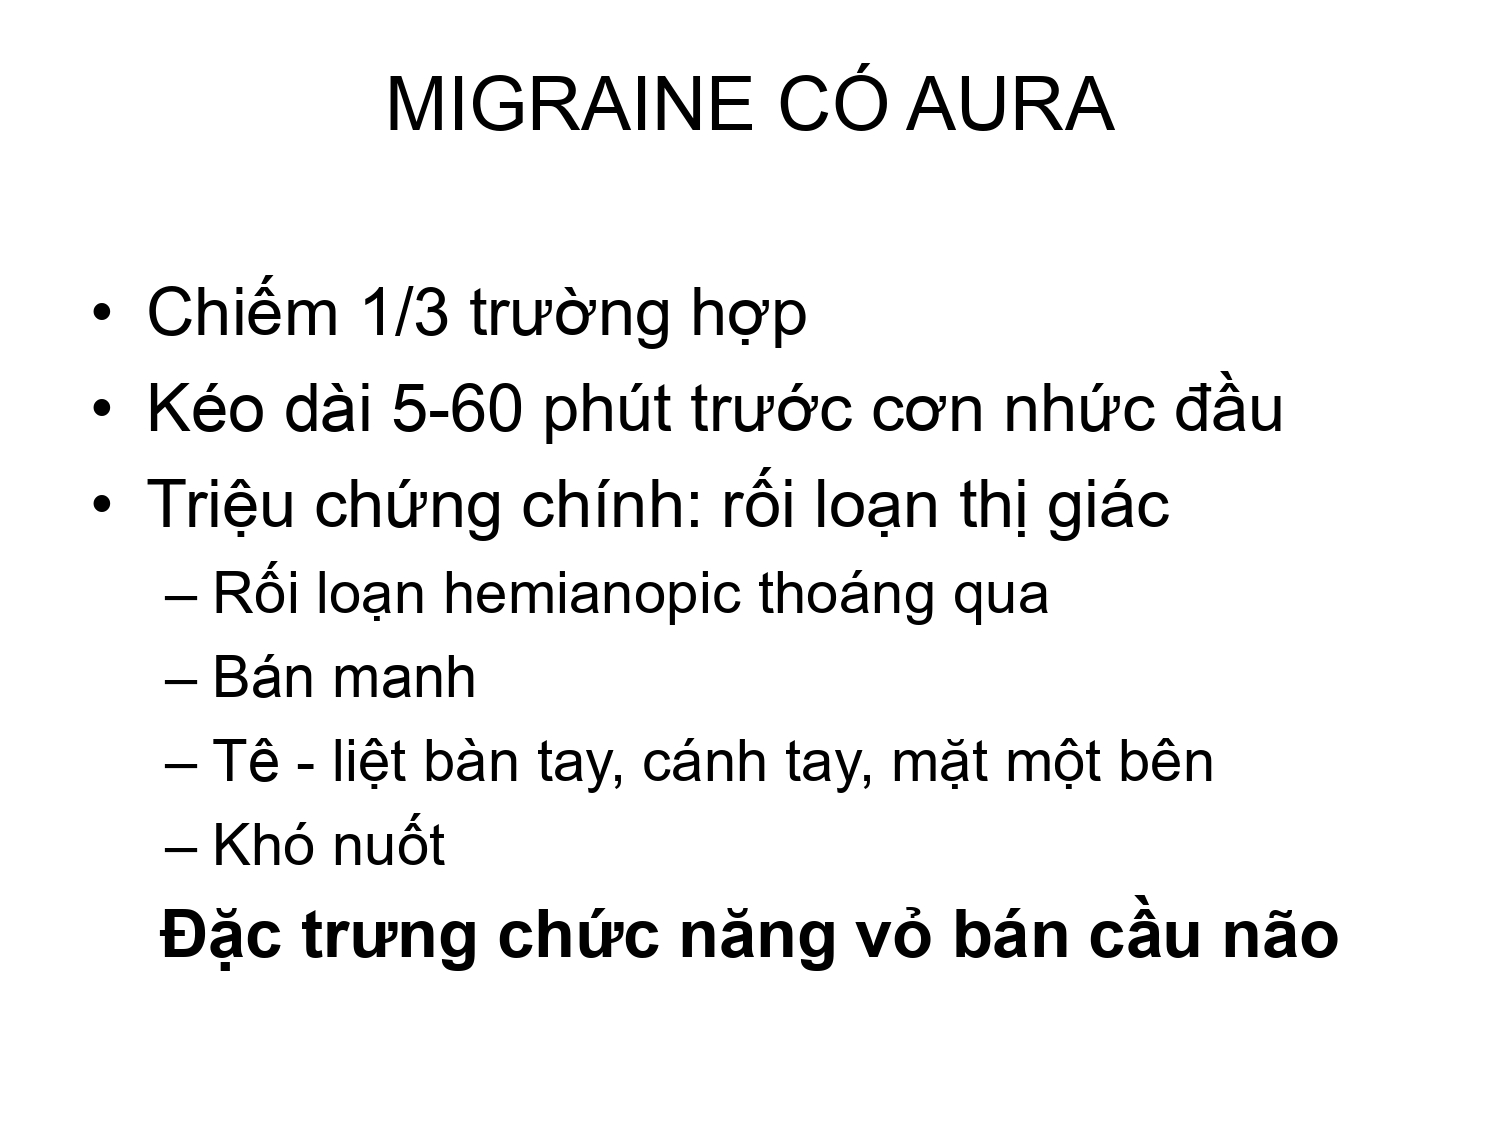 MIGRAINE CÓ AURA
• Chiếm 1/3 trường hợp
• Kéo dài 5-60 phút trước cơn nhức đầu
• Triệu chứng chính: rối loạn thị giác
– Rối loạn hemianopic thoáng qua
– Bán manh
– Tê - liệt bàn tay, cánh tay, mặt một bên
– Khó nuốt
Đặc trưng chức năng vỏ bán cầu não